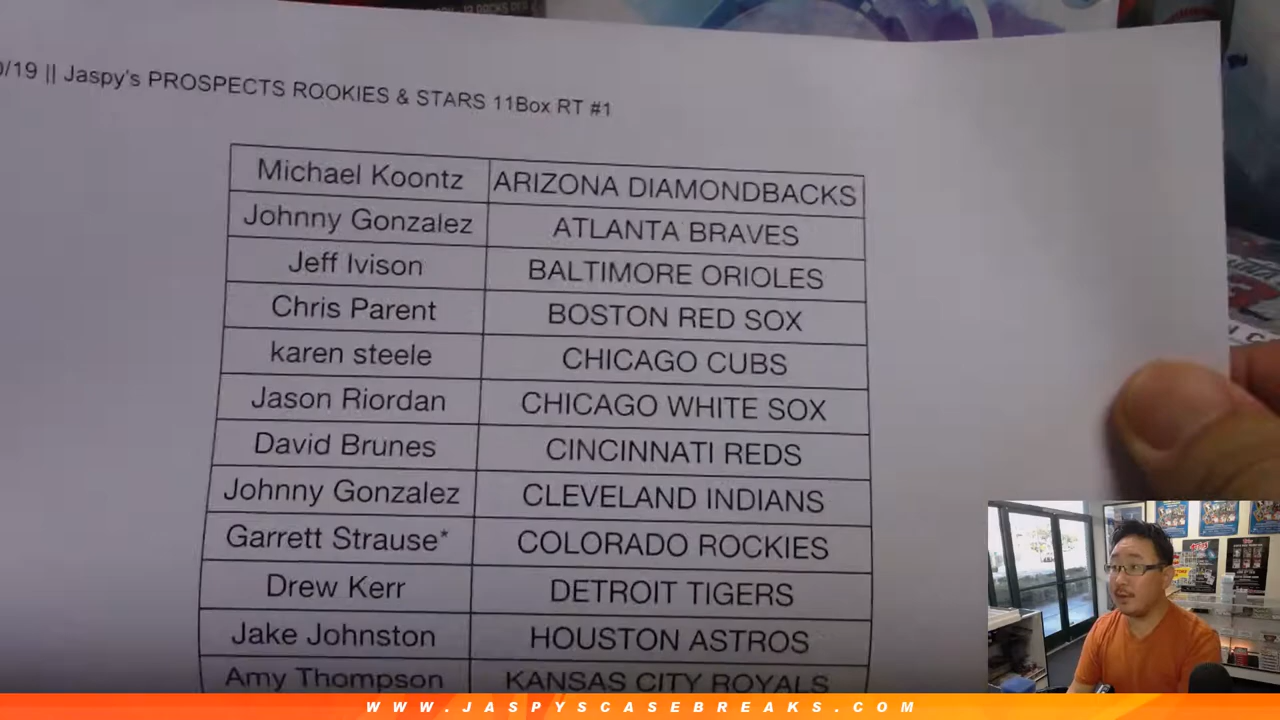 0/19 || Jaspy's PROSPECTS ROOKIES & STARS 11Box RT #1
Michael Koontz ARIZONA DIAMONDBACKS
Johnny Gonzalez ATLANTA BRAVES
Jeff Ivison BALTIMORE ORIOLES
Chris Parent BOSTON RED SOX
karen steele CHICAGO CUBS
Jason Riordan CHICAGO WHITE SOX
David Brunes CINCINNATI REDS
Johnny Gonzalez CLEVELAND INDIANS
Garrett Strause* COLORADO ROCKIES
Drew Kerr DETROIT TIGERS
Jake Johnston HOUSTON ASTROS
Amy Thompson KANSAS CITY ROYALS
WWW.JASPYSCASEBREAKS.COM